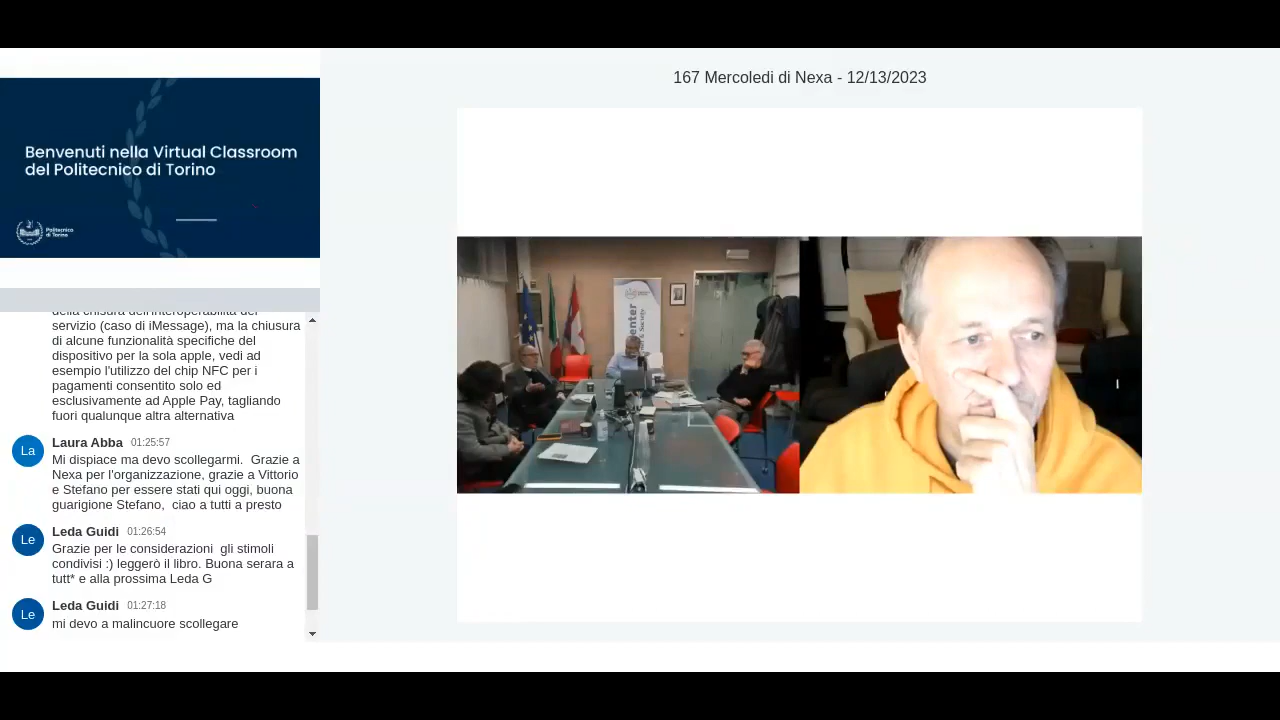 167 Mercoledi di Nexa - 12/13/2023
Benvenuti nella Virtual Classroom
del Politecnico di Torino
Politecnico
di Torino
della chisura dell'interoperabilità del
servizio (caso di iMessage), ma la chiusura
di alcune funzionalità specifiche del
dispositivo per la sola apple, vedi ad
esempio l'utilizzo del chip NFC per i
pagamenti consentito solo ed
esclusivamente ad Apple Pay, tagliando
fuori qualunque altra alternativa
La
Laura Abba 01:25:57
Mi dispiace ma devo scollegarmi. Grazie a
Nexa per l'organizzazione, grazie a Vittorio
e Stefano per essere stati qui oggi, buona
guarigione Stefano, ciao a tutti a presto
Le
Leda Guidi 01:26:54
Grazie per le considerazioni gli stimoli
condivisi :) leggerò il libro. Buona serara a
tutt* e alla prossima Leda G
Le
Leda Guidi 01:27:18
mi devo a malincuore scollegare